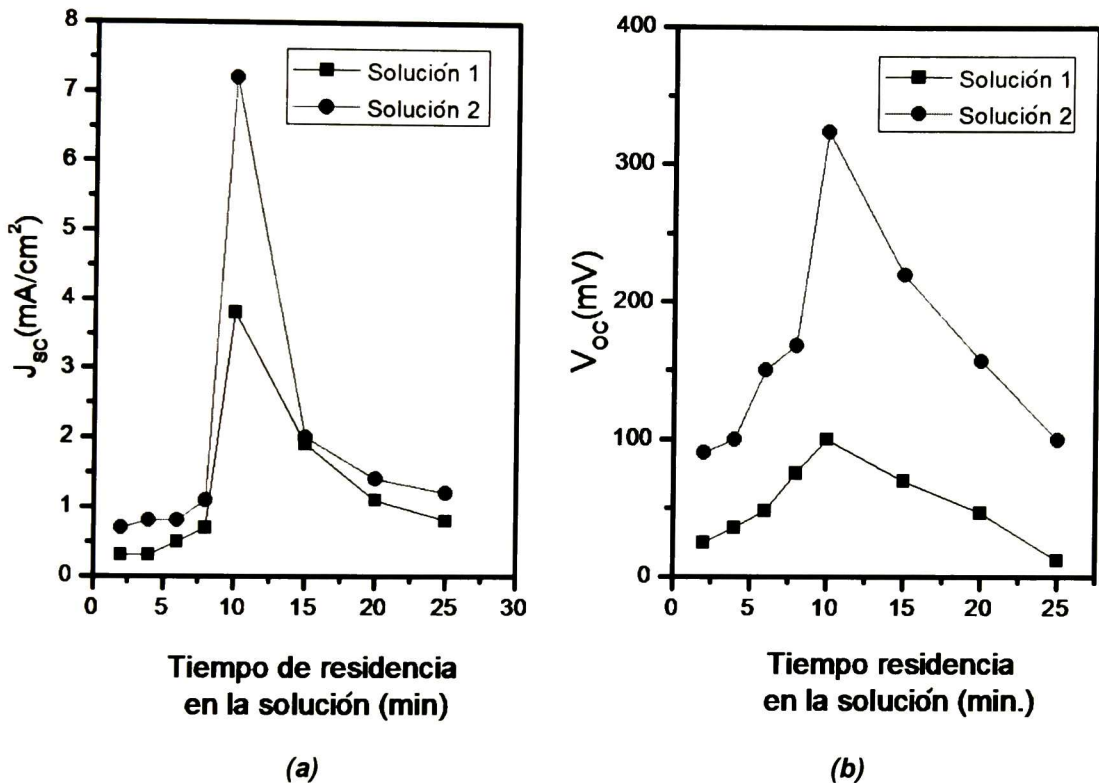 8
7
6
5
4
3
2
1
0
J_SC(mA/cm²)
Solución 1
Solución 2
0 5 10 15 20 25 30
Tiempo de residencia
en la solución (min)
(a)
400
300
200
100
0
V_OC(mV)
Solución 1
Solución 2
0 5 10 15 20 25
Tiempo residencia
en la solución (min.)
(b)